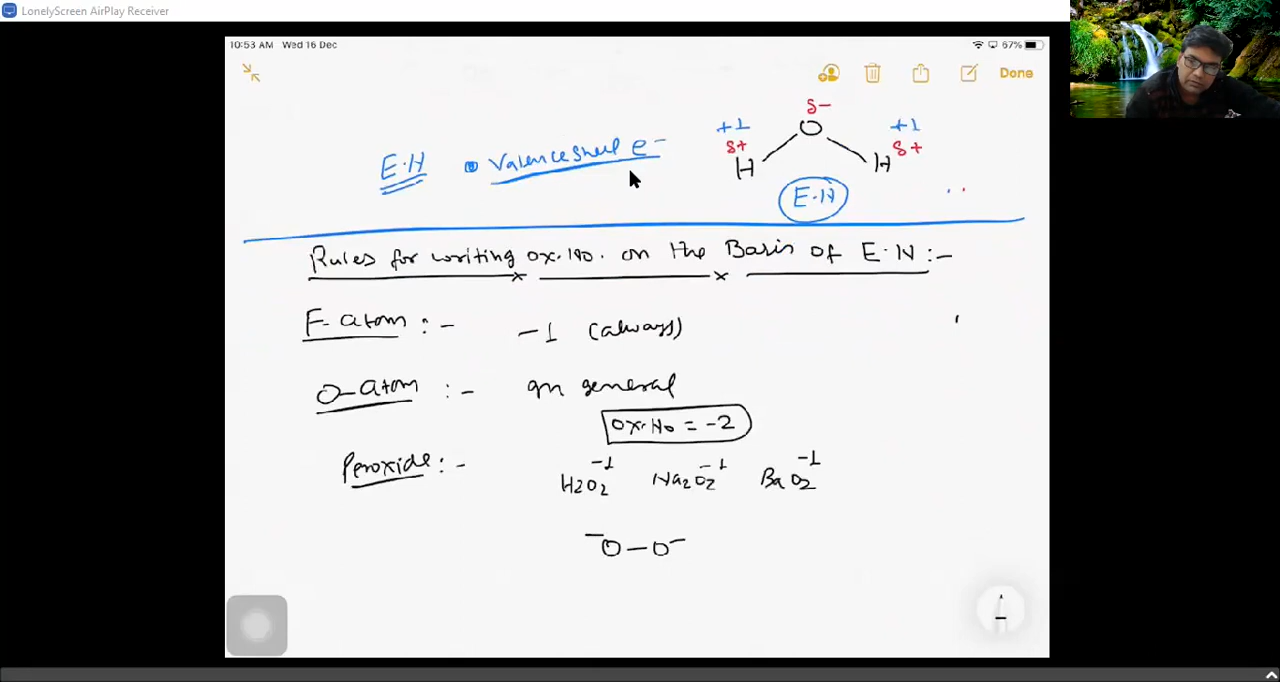 LonelyScreen AirPlay Receiver
10:53 AM Wed 16 Dec
67%
Done
δ-
+1 O +1
δ+ δ+
H H
E.N Valence shell e-
E.N
Rules for writing ox.no. on the Basis of E.N :-
F-atom :- -1 (always)
O-atom :- In general
Ox.No = -2
Peroxide :- H2O2 -1 Na2O2 -1 BaO2 -1
-O-O-